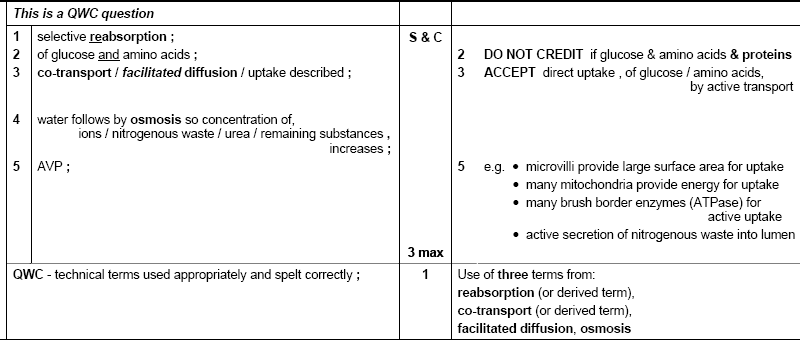 This is a QWC question
1 selective reabsorption ; S & C
2 of glucose and amino acids ; 2 DO NOT CREDIT if glucose & amino acids & proteins
3 co-transport / facilitated diffusion / uptake described ; 3 ACCEPT direct uptake , of glucose / amino acids,
by active transport
4 water follows by osmosis so concentration of,
ions / nitrogenous waste / urea / remaining substances ,
increases ;
5 AVP ; 5 e.g. • microvilli provide large surface area for uptake
• many mitochondria provide energy for uptake
• many brush border enzymes (ATPase) for
active uptake
• active secretion of nitrogenous waste into lumen
3 max
QWC - technical terms used appropriately and spelt correctly ; 1 Use of three terms from:
reabsorption (or derived term),
co-transport (or derived term),
facilitated diffusion, osmosis